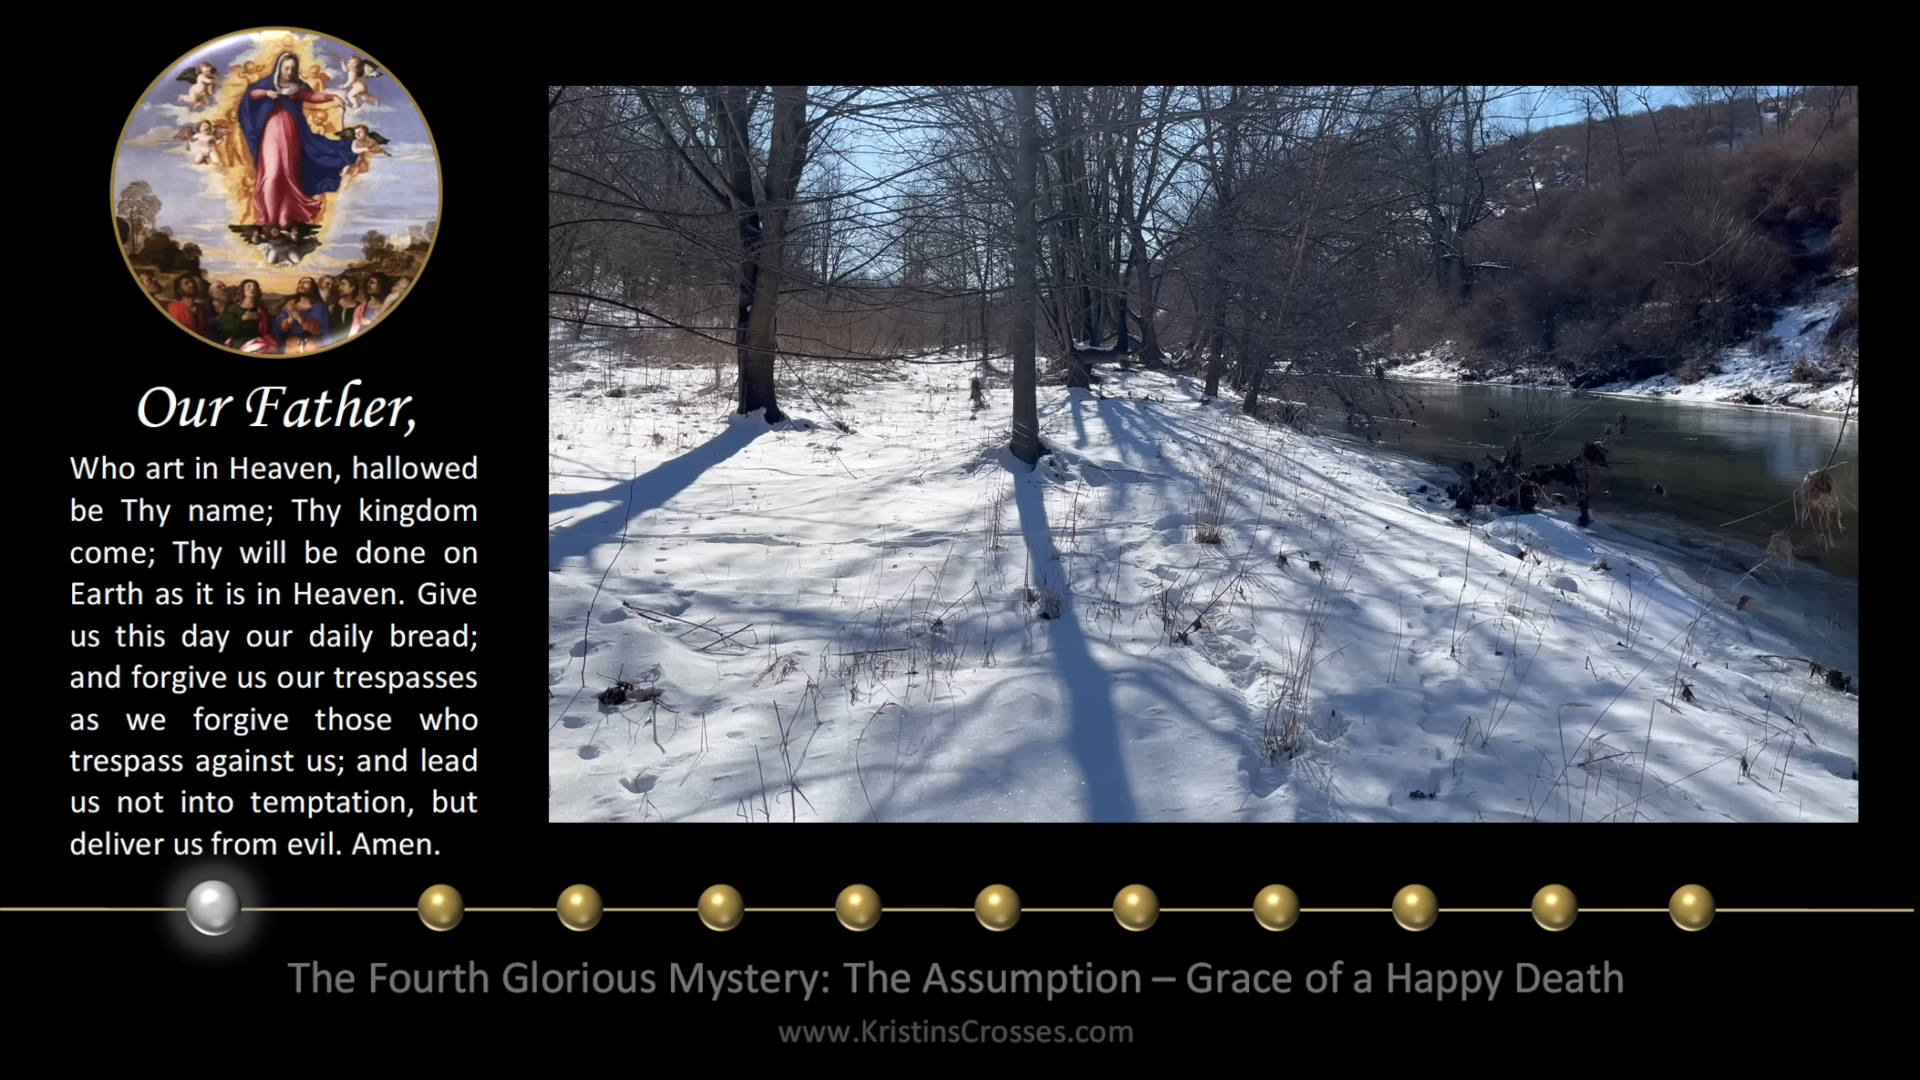 Our Father,
Who art in Heaven, hallowed
be Thy name; Thy kingdom
come; Thy will be done on
Earth as it is in Heaven. Give
us this day our daily bread;
and forgive us our trespasses
as we forgive those who
trespass against us; and lead
us not into temptation, but
deliver us from evil. Amen.
The Fourth Glorious Mystery: The Assumption – Grace of a Happy Death
www.KristinsCrosses.com